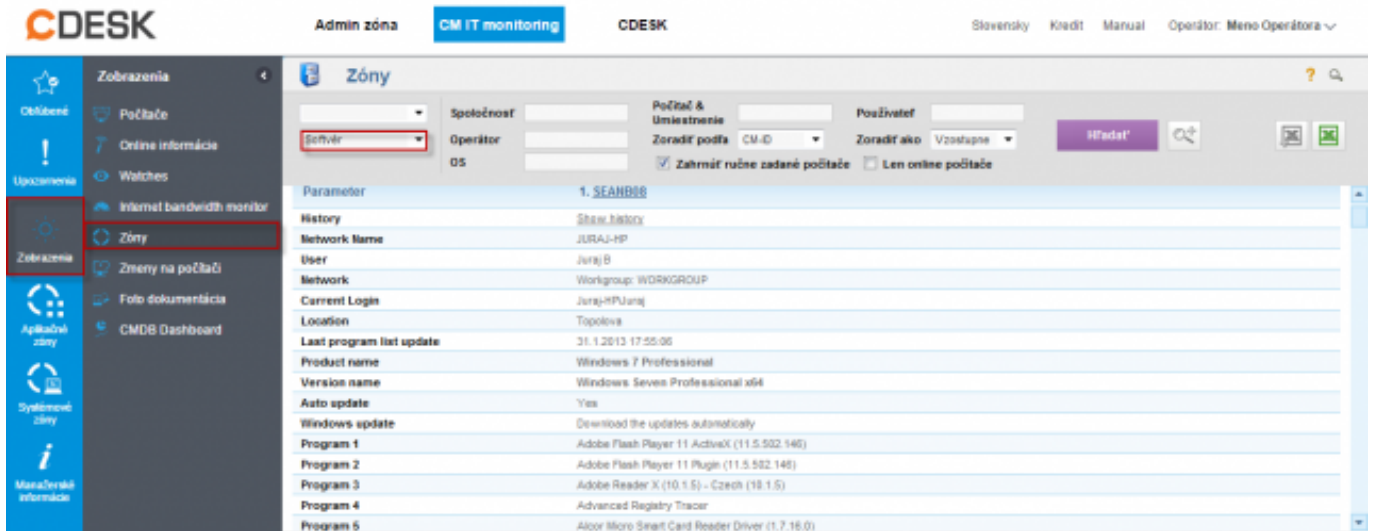 CDESK
Admin zóna CM IT monitoring CDESK Slovensky Kredit Manual Operátor: Meno Operátora
Obľúbené
Upozornenia
Zobrazenia
Aplikačné zóny
Systémové zóny
Manažerské informácie
Zobrazenia
Počítače
Online informácie
Watches
Internet bandwidth monitor
Zóny
Zmeny na počítači
Foto dokumentácia
CMDB Dashboard
Zóny
Softvér
Spoločnosť
Operátor
OS
Počítač & Umiestnenie
Zoradiť podľa CM-ID
Zahrnúť ručne zadané počítače
Používateľ
Zoradiť ako Vzostupne
Len online počítače
Hľadať
Parameter 1. SEANB08
History Show history
Network Name JURAJ-HP
User Juraj B
Network Workgroup: WORKGROUP
Current Login Juraj-HP\Juraj
Location Topolova
Last program list update 31.1.2013 17:55:06
Product name Windows 7 Professional
Version name Windows Seven Professional x64
Auto update Yes
Windows update Download the updates automatically
Program 1 Adobe Flash Player 11 ActiveX (11.5.502.146)
Program 2 Adobe Flash Player 11 Plugin (11.5.502.146)
Program 3 Adobe Reader X (10.1.5) - Czech (10.1.5)
Program 4 Advanced Registry Tracer
Program 5 Alcor Micro Smart Card Reader Driver (1.7.16.0)